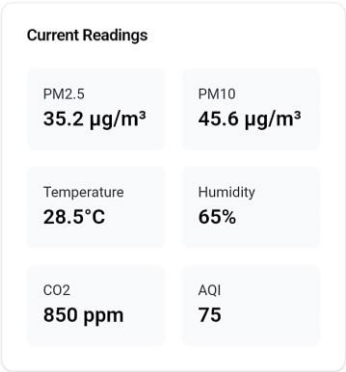 Current Readings
PM2.5
35.2 µg/m³
PM10
45.6 µg/m³
Temperature
28.5°C
Humidity
65%
CO2
850 ppm
AQI
75